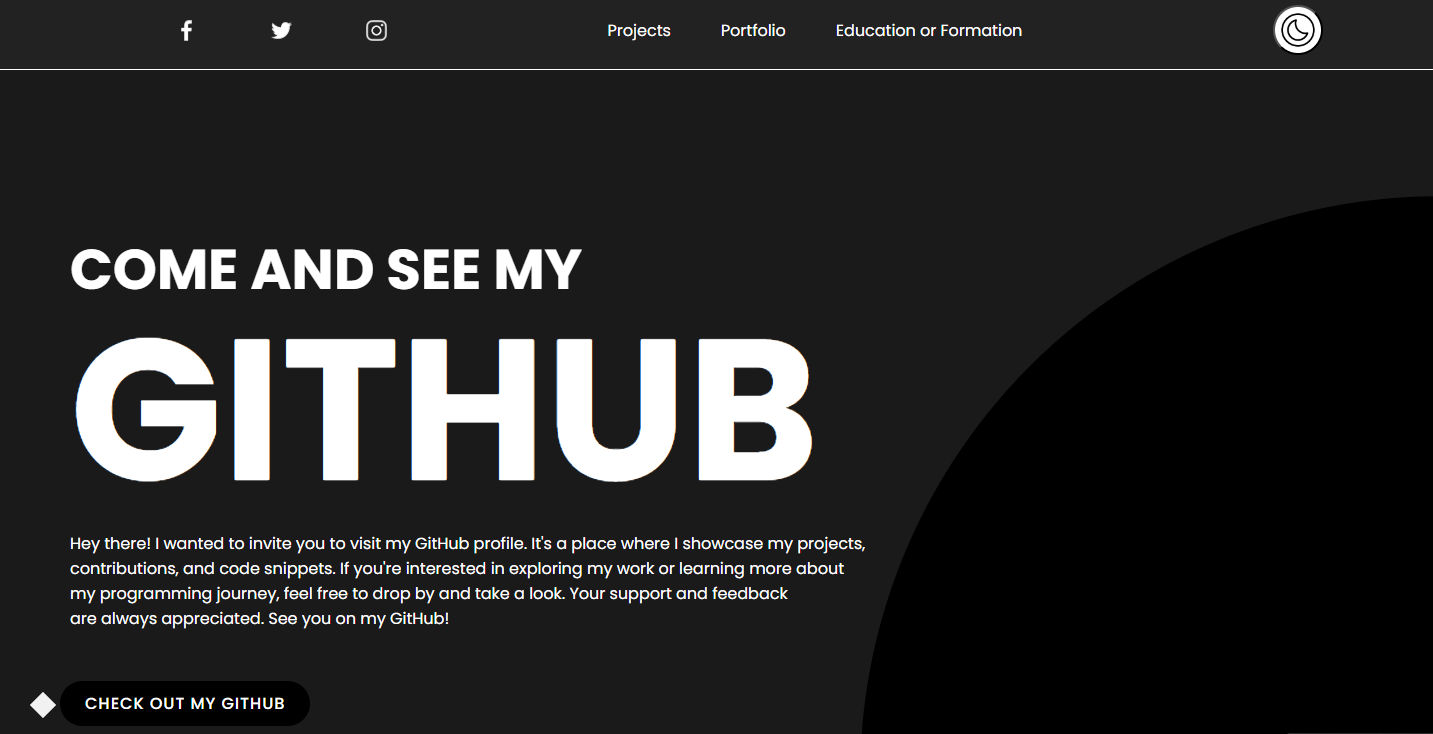 Projects Portfolio Education or Formation
COME AND SEE MY
GITHUB
Hey there! I wanted to invite you to visit my GitHub profile. It's a place where I showcase my projects,
contributions, and code snippets. If you're interested in exploring my work or learning more about
my programming journey, feel free to drop by and take a look. Your support and feedback
are always appreciated. See you on my GitHub!
CHECK OUT MY GITHUB